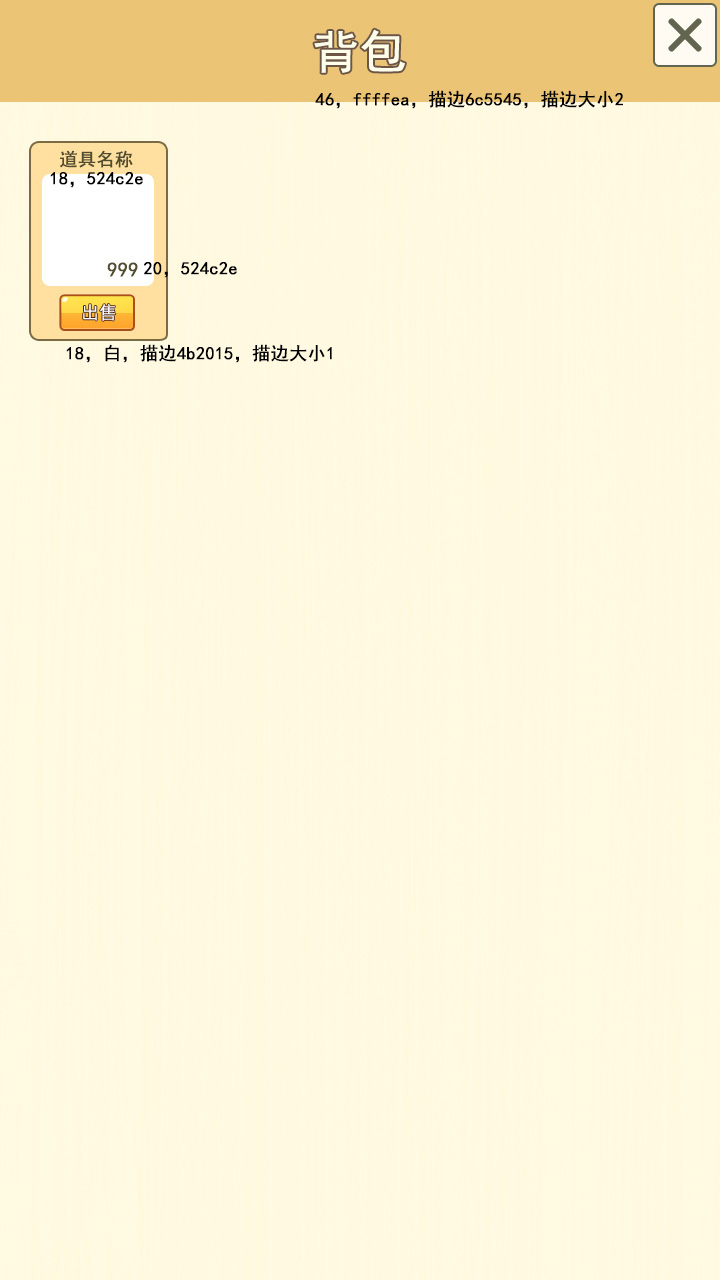 背包
46, ffffea, 描边6c5545, 描边大小2
道具名称
18, 524c2e
999 20, 524c2e
出售
18, 白, 描边4b2015, 描边大小1